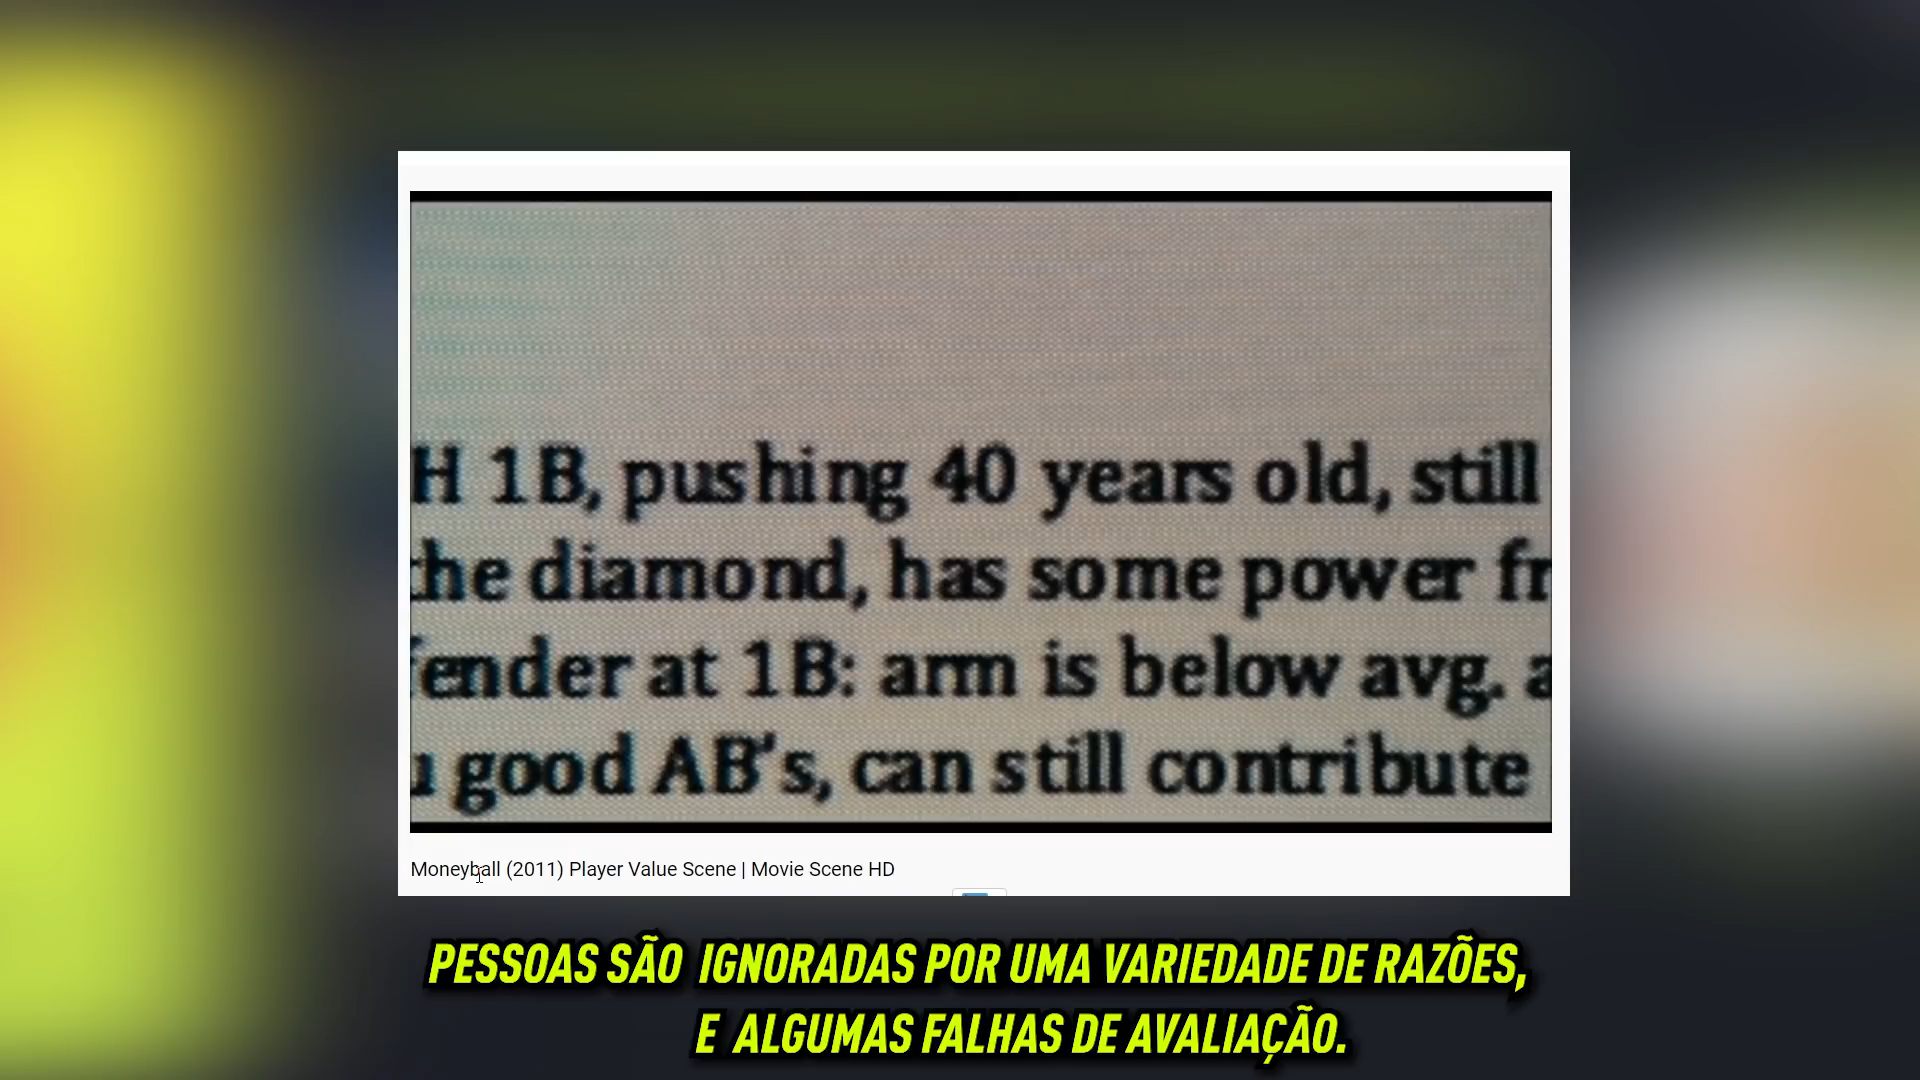 H 1B, pushing 40 years old, still
the diamond, has some power fr
fender at 1B: arm is below avg. a
u good AB's, can still contribute
Moneyball (2011) Player Value Scene | Movie Scene HD
PESSOAS SÃO IGNORADAS POR UMA VARIEDADE DE RAZÕES,
E ALGUMAS FALHAS DE AVALIAÇÃO.